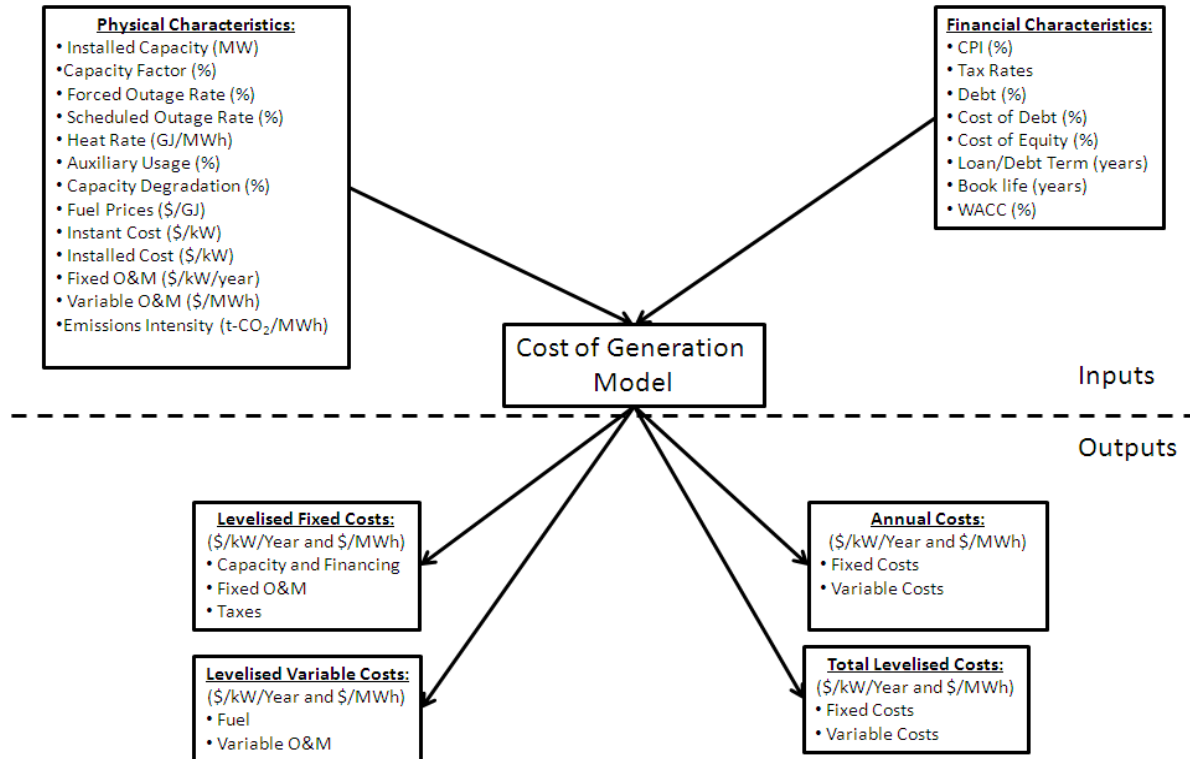 Physical Characteristics:
• Installed Capacity (MW)
•Capacity Factor (%)
• Forced Outage Rate (%)
• Scheduled Outage Rate (%)
• Heat Rate (GJ/MWh)
• Auxiliary Usage (%)
• Capacity Degradation (%)
• Fuel Prices ($/GJ)
• Instant Cost ($/kW)
• Installed Cost ($/kW)
• Fixed O&M ($/kW/year)
• Variable O&M ($/MWh)
•Emissions Intensity (t-CO₂/MWh)
Financial Characteristics:
• CPI (%)
• Tax Rates
• Debt (%)
• Cost of Debt (%)
• Cost of Equity (%)
• Loan/Debt Term (years)
• Book life (years)
• WACC (%)
Cost of Generation
Model
Inputs
Outputs
Levelised Fixed Costs:
($/kW/Year and $/MWh)
• Capacity and Financing
• Fixed O&M
• Taxes
Annual Costs:
($/kW/Year and $/MWh)
• Fixed Costs
• Variable Costs
Levelised Variable Costs:
($/kW/Year and $/MWh)
• Fuel
• Variable O&M
Total Levelised Costs:
($/kW/Year and $/MWh)
• Fixed Costs
• Variable Costs